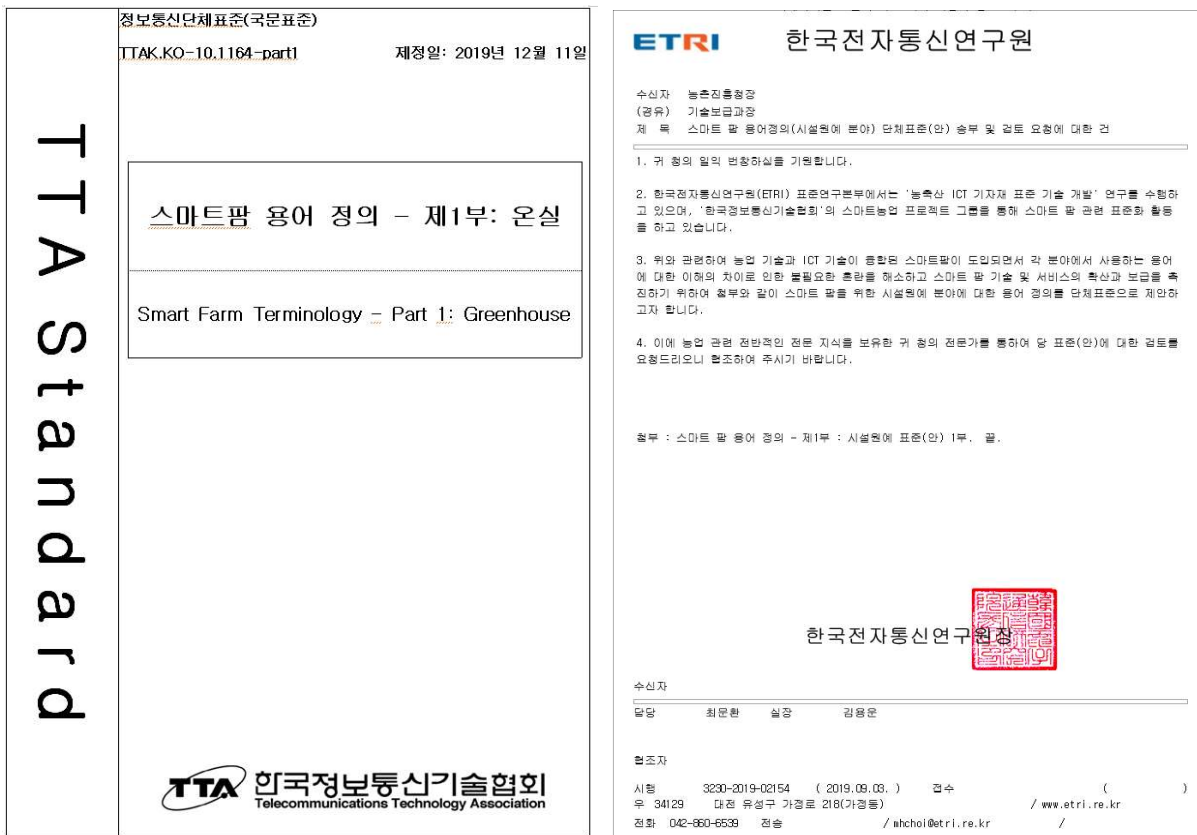 정보통신단체표준(국문표준)
TTAK.KO-10.1164-part1 제정일: 2019년 12월 11일
TTA Standard
스마트팜 용어 정의 - 제1부: 온실
Smart Farm Terminology - Part 1: Greenhouse
TTA 한국정보통신기술협회
Telecommunications Technology Association
ETRI 한국전자통신연구원
수신자 농촌진흥청장
(경유) 기술보급과장
제 목 스마트 팜 용어정의(시설원예 분야) 단체표준(안) 송부 및 검토 요청에 대한 건
1. 귀 청의 일익 번창하심을 기원합니다.
2. 한국전자통신연구원(ETRI) 표준연구본부에서는 '농축산 ICT 기자재 표준 기술 개발' 연구를 수행하
고 있으며, '한국정보통신기술협회'의 스마트농업 프로젝트 그룹을 통해 스마트 팜 관련 표준화 활동
을 하고 있습니다.
3. 위와 관련하여 농업 기술과 ICT 기술이 융합된 스마트팜이 도입되면서 각 분야에서 사용하는 용어
에 대한 이해의 차이로 인한 불필요한 혼란을 해소하고 스마트 팜 기술 및 서비스의 확산과 보급을 촉
진하기 위하여 첨부와 같이 스마트 팜을 위한 시설원예 분야에 대한 용어 정의를 단체표준으로 제안하
고자 합니다.
4. 이에 농업 관련 전반적인 전문 지식을 보유한 귀 청의 전문가를 통하여 당 표준(안)에 대한 검토를
요청드리오니 협조하여 주시기 바랍니다.
첨부 : 스마트 팜 용어 정의 - 제1부 : 시설원예 표준(안) 1부. 끝.
한국전자통신연구원장
수신자
담당 최문환 실장 김용운
협조자
시행 3230-2019-02154 ( 2019.09.03. ) 접수 ( )
우 34129 대전 유성구 가정로 218(가정동) / www.etri.re.kr
전화 042-860-6539 전송 / mhchoi@etri.re.kr /